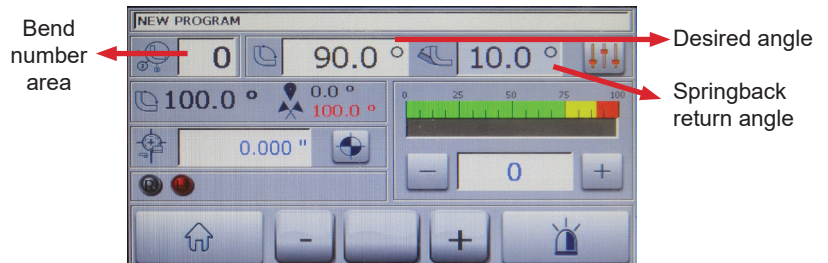 NEW PROGRAM
Bend
number
area
0 90.0 ° 10.0 °
Desired angle
100.0 ° 0.0 °
100.0 °
0 25 50 75 100
Springback
return angle
0.000 "
- 0 +
R
- +